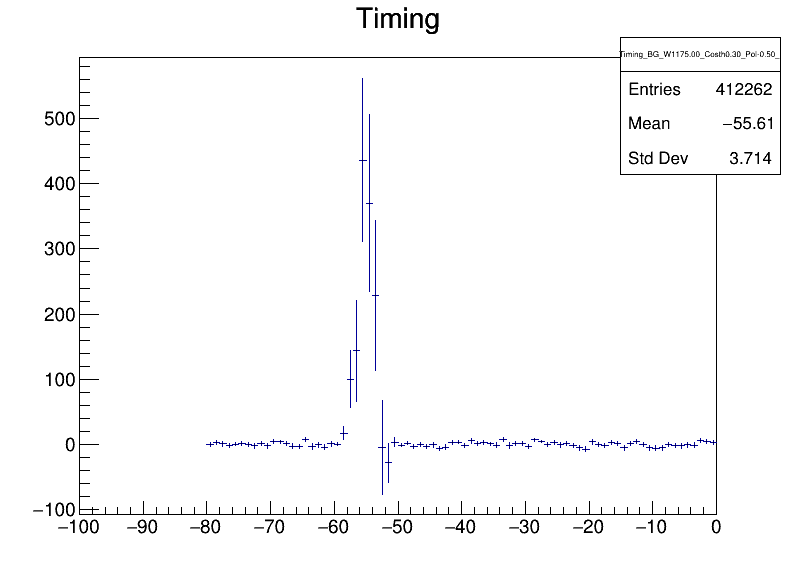 Timing
Timing_BG_W1175.00_Costh0.30_Pol-0.50_
Entries 412262
Mean −55.61
Std Dev 3.714
500
400
300
200
100
0
−100
−100 −90 −80 −70 −60 −50 −40 −30 −20 −10 0